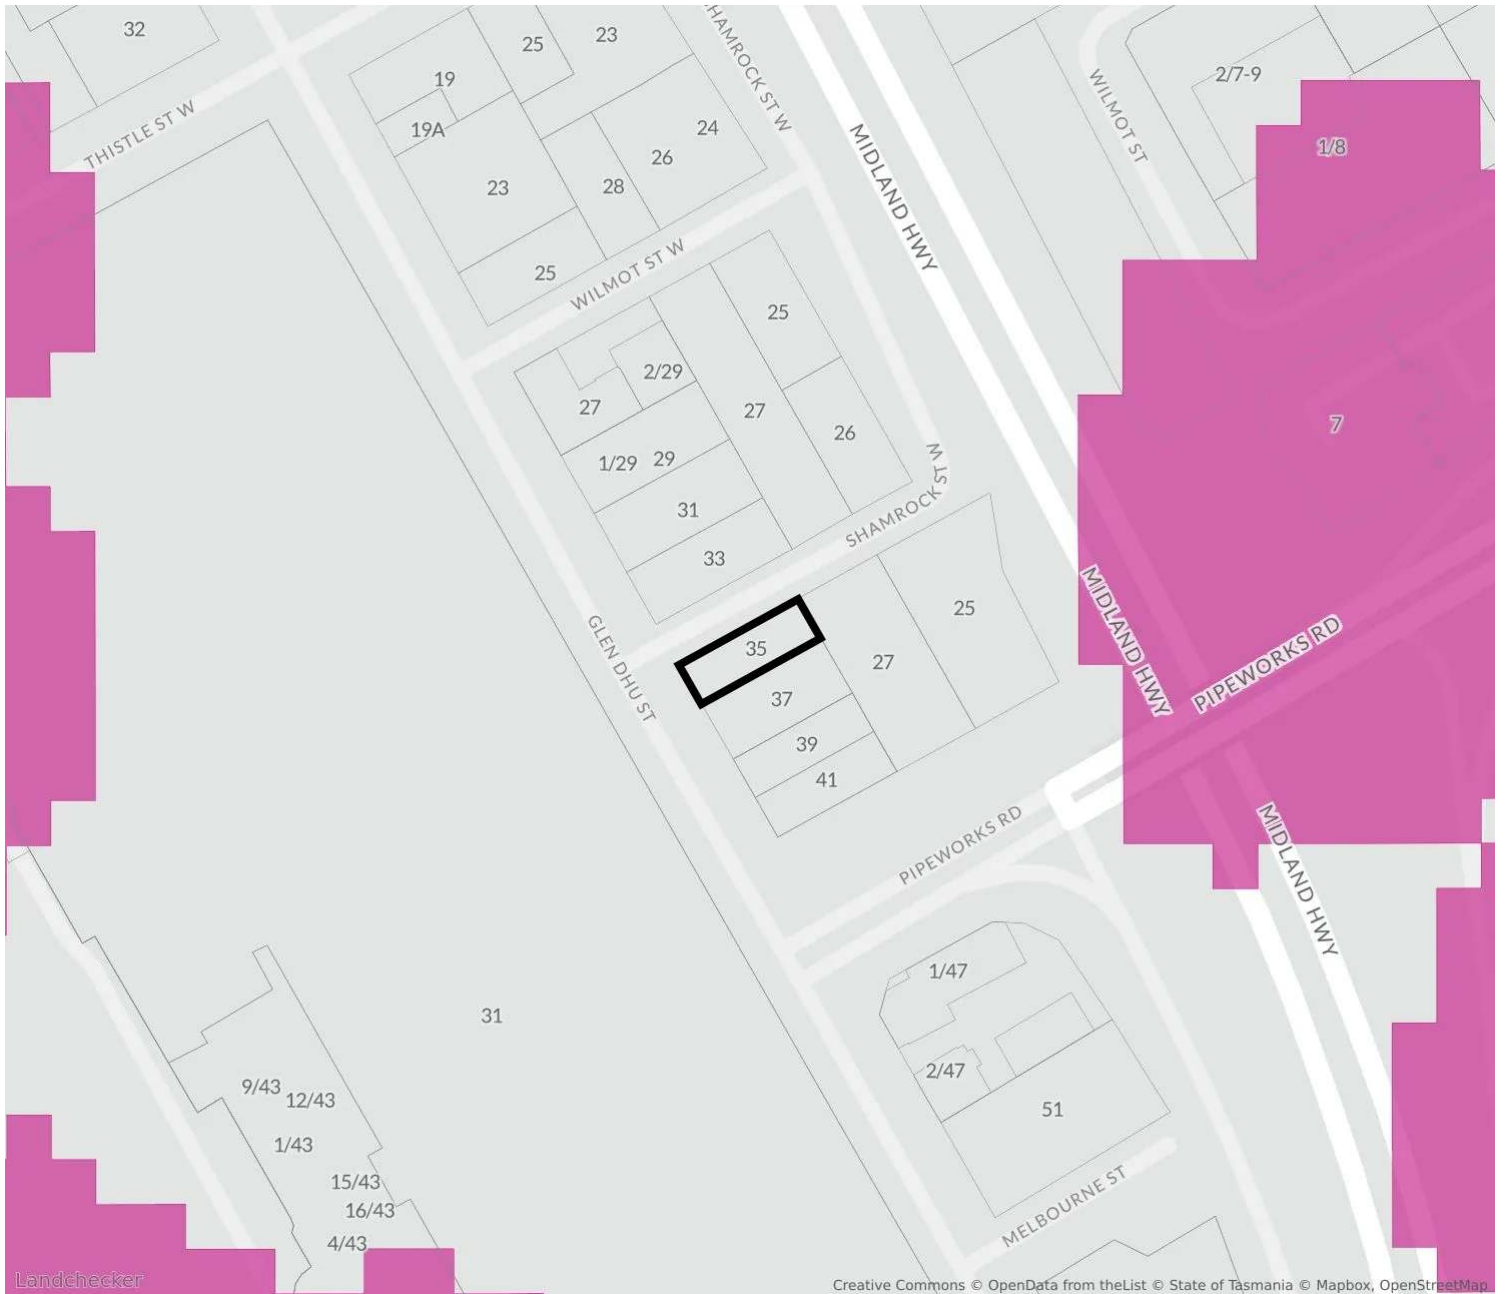 32
25
23
19
19A
24
26
28
23
25
THISTLE ST W
SHAMROCK ST W
MIDLAND HWY
WILMOT ST
2/7-9
1/8
WILMOT ST W
25
2/29
27
27
26
1/29
29
31
33
SHAMROCK ST W
7
MIDLAND HWY
PIPEWORKS RD
GLEN DHU ST
35
25
27
37
39
41
PIPEWORKS RD
MIDLAND HWY
1/47
31
2/47
51
9/43
12/43
1/43
15/43
16/43
4/43
MELBOURNE ST
Landchecker
Creative Commons © OpenData from theList © State of Tasmania © Mapbox, OpenStreetMap